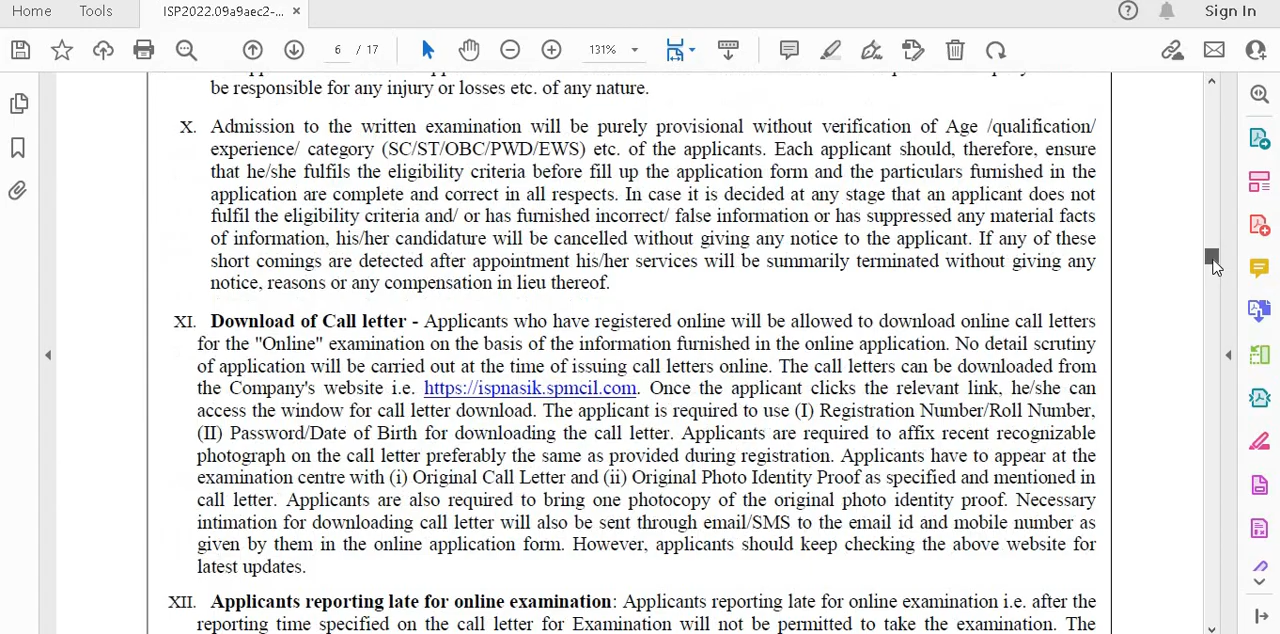 Home Tools ISP2022.09a9aec2-... × Sign In
6 / 17 131%
be responsible for any injury or losses etc. of any nature.
X. Admission to the written examination will be purely provisional without verification of Age /qualification/
experience/ category (SC/ST/OBC/PWD/EWS) etc. of the applicants. Each applicant should, therefore, ensure
that he/she fulfils the eligibility criteria before fill up the application form and the particulars furnished in the
application are complete and correct in all respects. In case it is decided at any stage that an applicant does not
fulfil the eligibility criteria and/ or has furnished incorrect/ false information or has suppressed any material facts
of information, his/her candidature will be cancelled without giving any notice to the applicant. If any of these
short comings are detected after appointment his/her services will be summarily terminated without giving any
notice, reasons or any compensation in lieu thereof.
XI. Download of Call letter - Applicants who have registered online will be allowed to download online call letters
for the "Online" examination on the basis of the information furnished in the online application. No detail scrutiny
of application will be carried out at the time of issuing call letters online. The call letters can be downloaded from
the Company's website i.e. https://ispnasik.spmcil.com. Once the applicant clicks the relevant link, he/she can
access the window for call letter download. The applicant is required to use (I) Registration Number/Roll Number,
(II) Password/Date of Birth for downloading the call letter. Applicants are required to affix recent recognizable
photograph on the call letter preferably the same as provided during registration. Applicants have to appear at the
examination centre with (i) Original Call Letter and (ii) Original Photo Identity Proof as specified and mentioned in
call letter. Applicants are also required to bring one photocopy of the original photo identity proof. Necessary
intimation for downloading call letter will also be sent through email/SMS to the email id and mobile number as
given by them in the online application form. However, applicants should keep checking the above website for
latest updates.
XII. Applicants reporting late for online examination: Applicants reporting late for online examination i.e. after the
reporting time specified on the call letter for Examination will not be permitted to take the examination. The